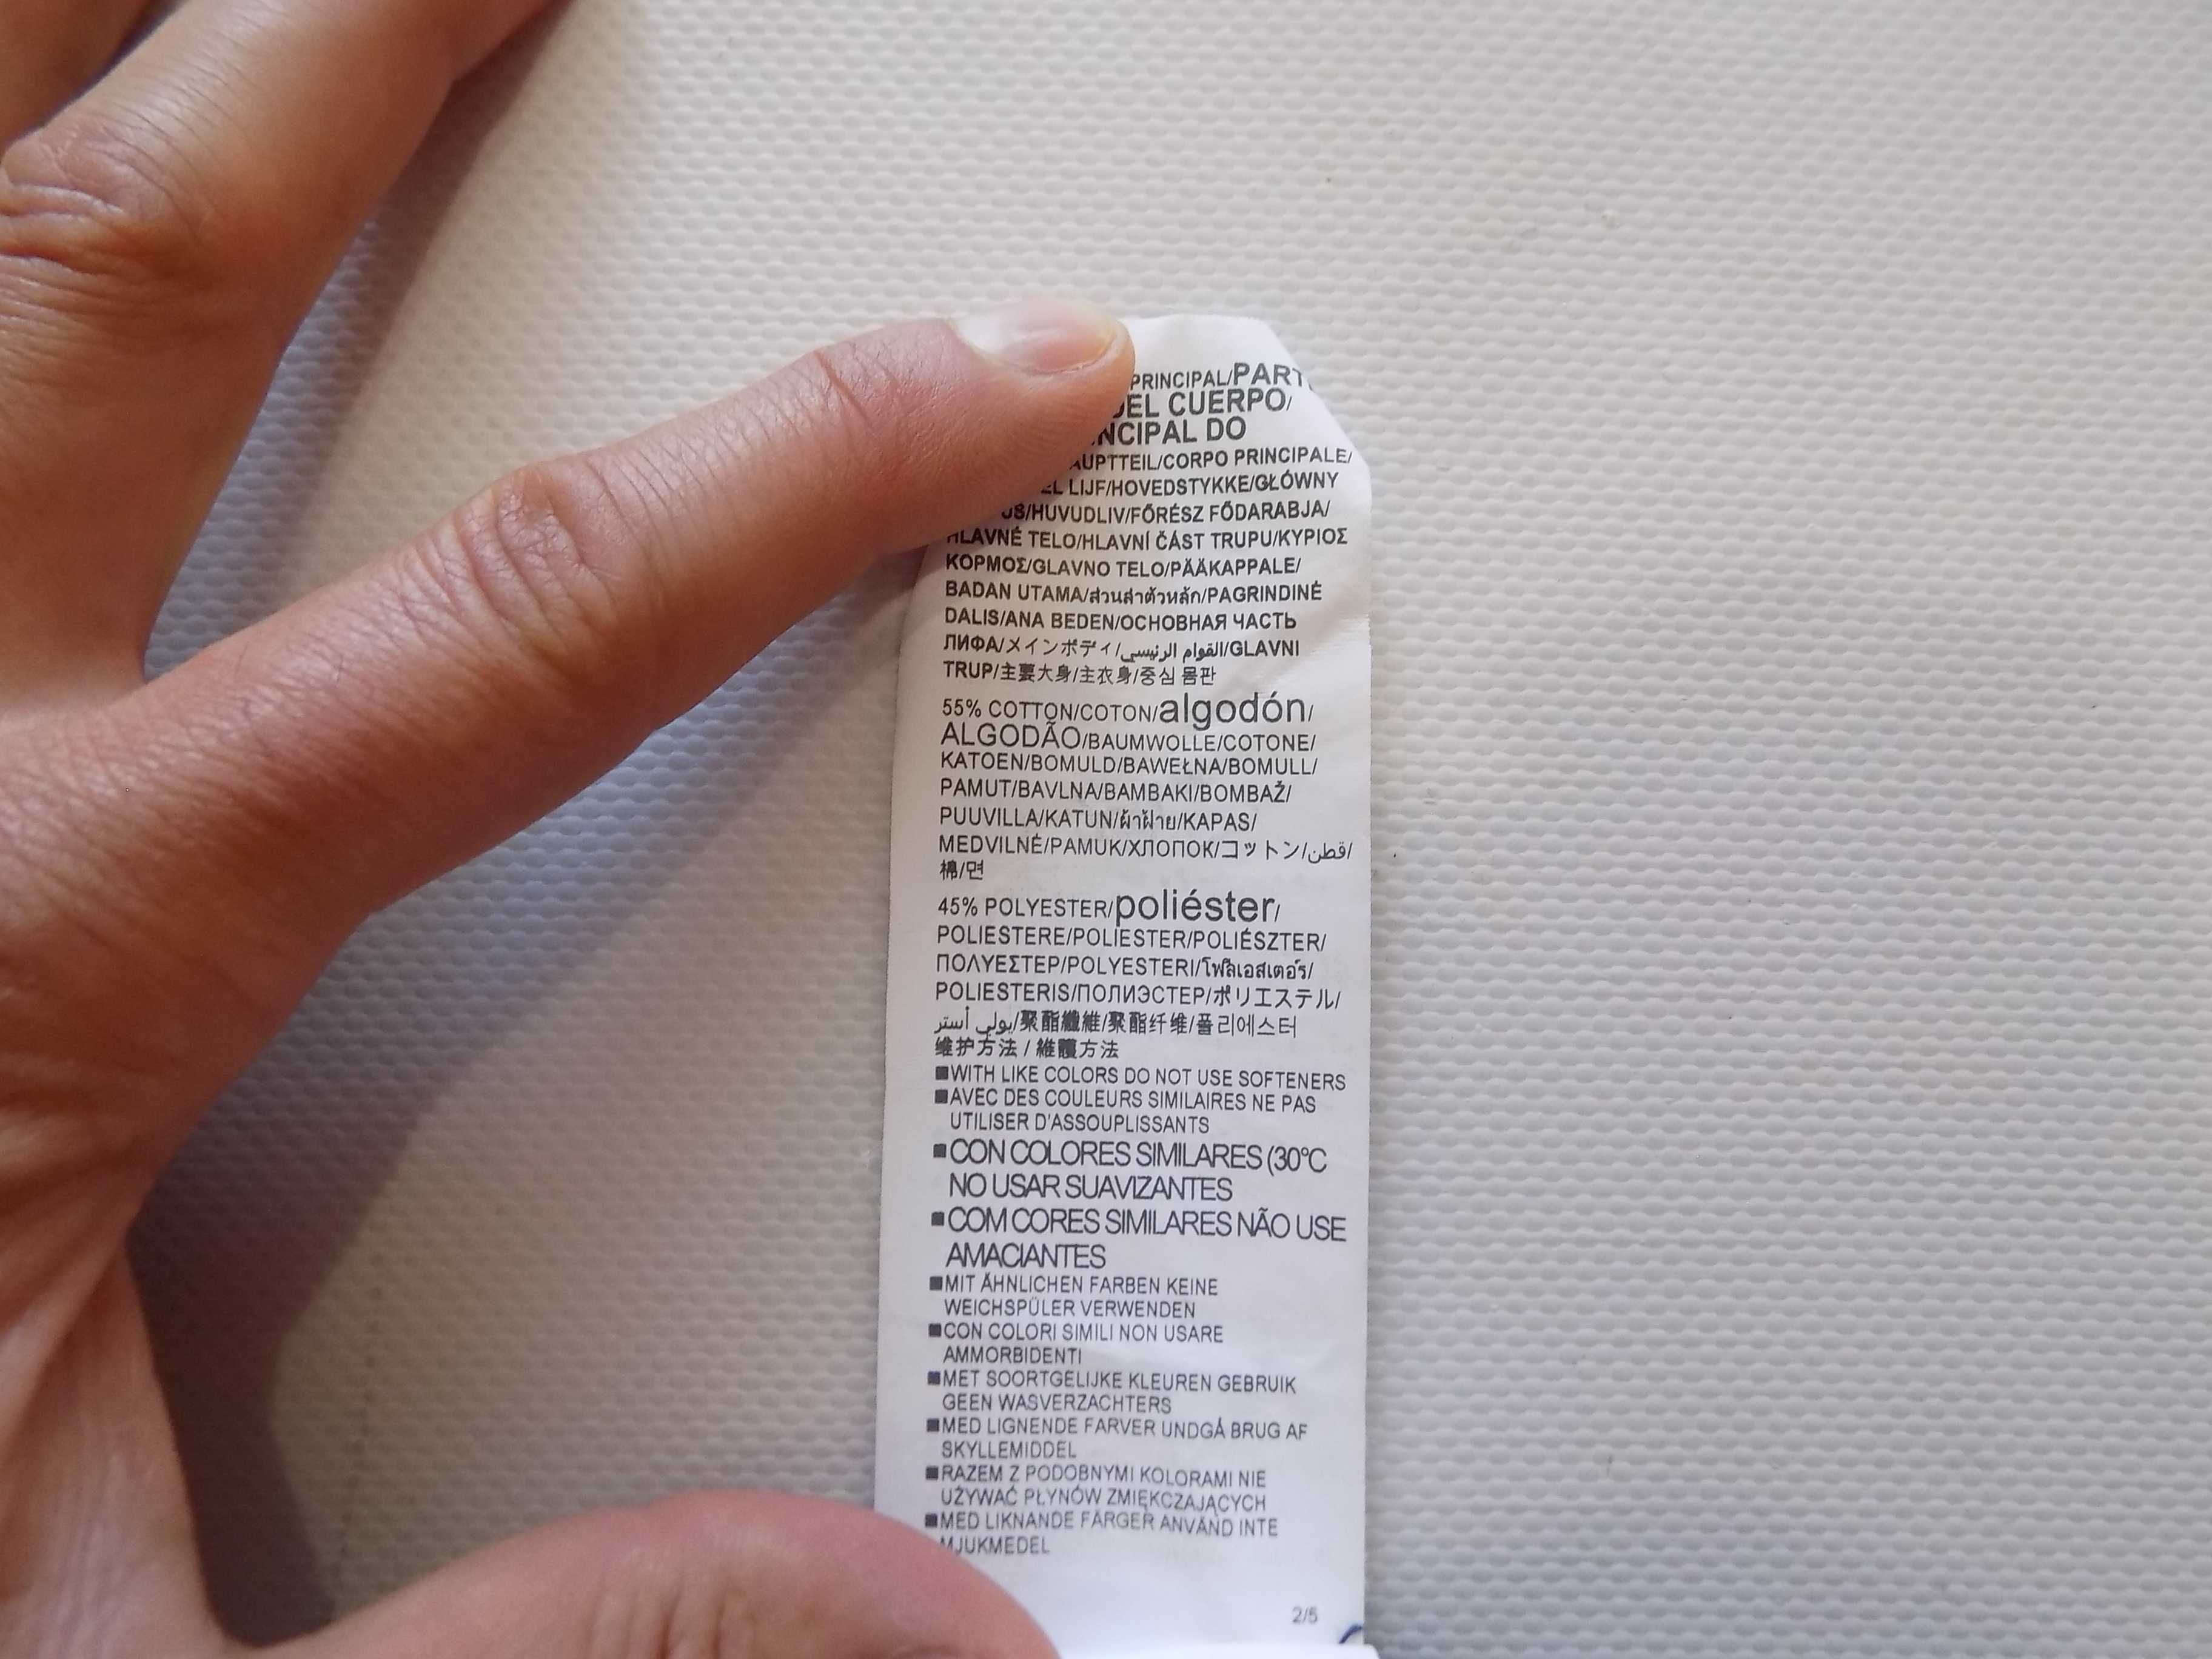 PRINCIPAL/
DEL CUERPO/
DO
CORPO PRINCIPALE/
LIJF/HOVEDSTYKKE/GŁÓWNY
HUVUDLIV/FŐRÉSZ FŐDARABJA/
HLAVNÉ TELO/HLAVNÍ ČÁST TRUPU/ΚΥΡΙΟΣ
ΚΟΡΜΟΣ/GLAVNO TELO/PÄÄKAPPALE/
BADAN UTAMA/ส่วนลำตัวหลัก/PAGRINDINĖ
DALIS/ANA BEDEN/ОСНОВНАЯ ЧАСТЬ
ЛИФА/メインボディ/القوام الرئيسي/GLAVNI
TRUP/主要大身/主衣身/중심 몸판
55% COTTON/COTON/algodón/
ALGODÃO/BAUMWOLLE/COTONE/
KATOEN/BOMULD/BAWEŁNA/BOMULL/
PAMUT/BAVLNA/BAMBAKI/BOMBAŽ/
PUUVILLA/KATUN/ผ้าฝ้าย/KAPAS/
MEDVILNĖ/PAMUK/ХЛОПОК/コットン/قطن/
棉/면
45% POLYESTER/poliéster/
POLIESTERE/POLIESTER/POLIÉSZTER/
ΠΟΛΥΕΣΤΕΡ/POLYESTERI/โพลิเอสเตอร์/
POLIESTERIS/ПОЛИЭСТЕР/ポリエステル/
بولي أستر/聚酯纖維/聚酯纤维/폴리에스터
维护方法 / 維護方法
■WITH LIKE COLORS DO NOT USE SOFTENERS
■AVEC DES COULEURS SIMILAIRES NE PAS
UTILISER D'ASSOUPLISSANTS
■CON COLORES SIMILARES (30°C
NO USAR SUAVIZANTES
■COM CORES SIMILARES NÃO USE
AMACIANTES
■MIT ÄHNLICHEN FARBEN KEINE
WEICHSPÜLER VERWENDEN
■CON COLORI SIMILI NON USARE
AMMORBIDENTI
■MET SOORTGELIJKE KLEUREN GEBRUIK
GEEN WASVERZACHTERS
■MED LIGNENDE FARVER UNDGÅ BRUG AF
SKYLLEMIDDEL
■RAZEM Z PODOBNYMI KOLORAMI NIE
UŻYWAĆ PŁYNÓW ZMIĘKCZAJĄCYCH
■MED LIKNANDE FÄRGER ANVÄND INTE
MJUKMEDEL
2/5